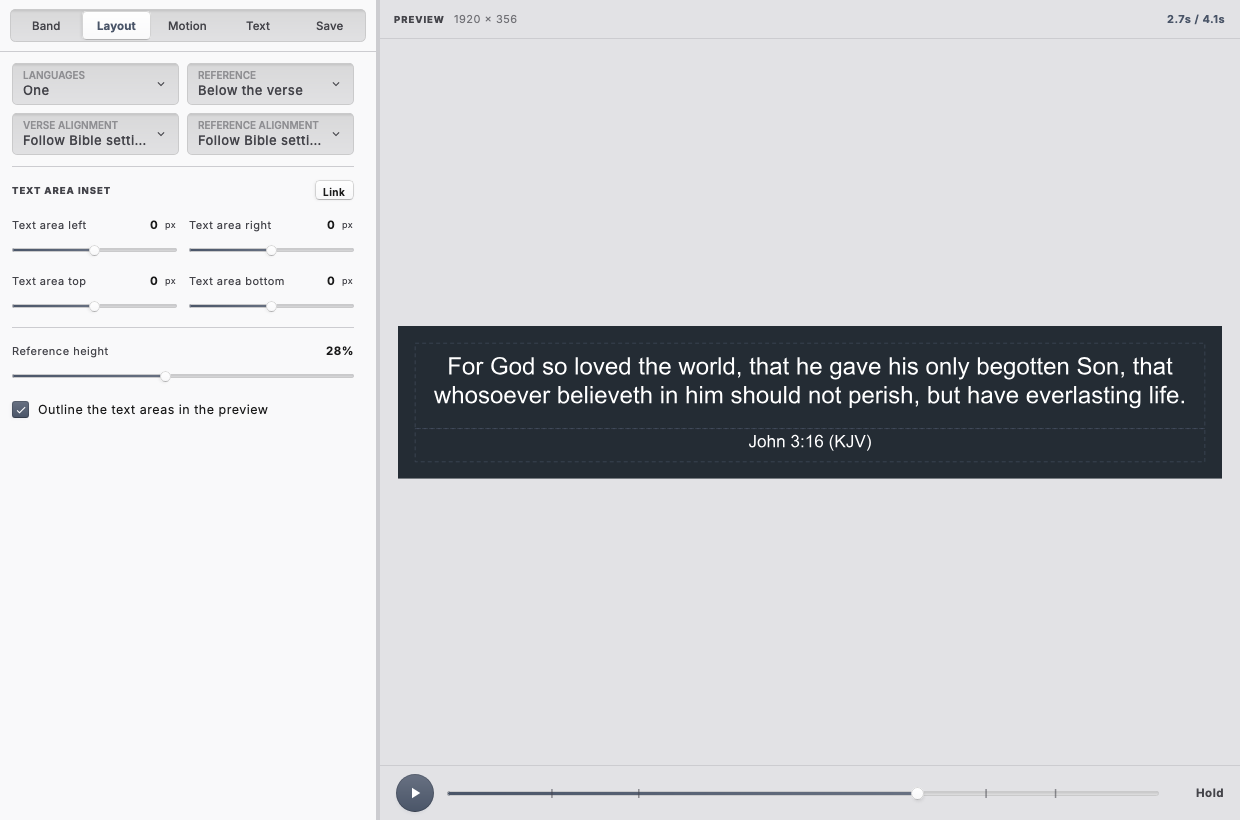 Band Layout Motion Text Save
PREVIEW 1920 × 356 2.7s / 4.1s
LANGUAGES
One
REFERENCE
Below the verse
VERSE ALIGNMENT
Follow Bible setti...
REFERENCE ALIGNMENT
Follow Bible setti...
TEXT AREA INSET Link
Text area left 0 px Text area right 0 px
Text area top 0 px Text area bottom 0 px
Reference height 28%
Outline the text areas in the preview
For God so loved the world, that he gave his only begotten Son, that
whosoever believeth in him should not perish, but have everlasting life.
John 3:16 (KJV)
Hold